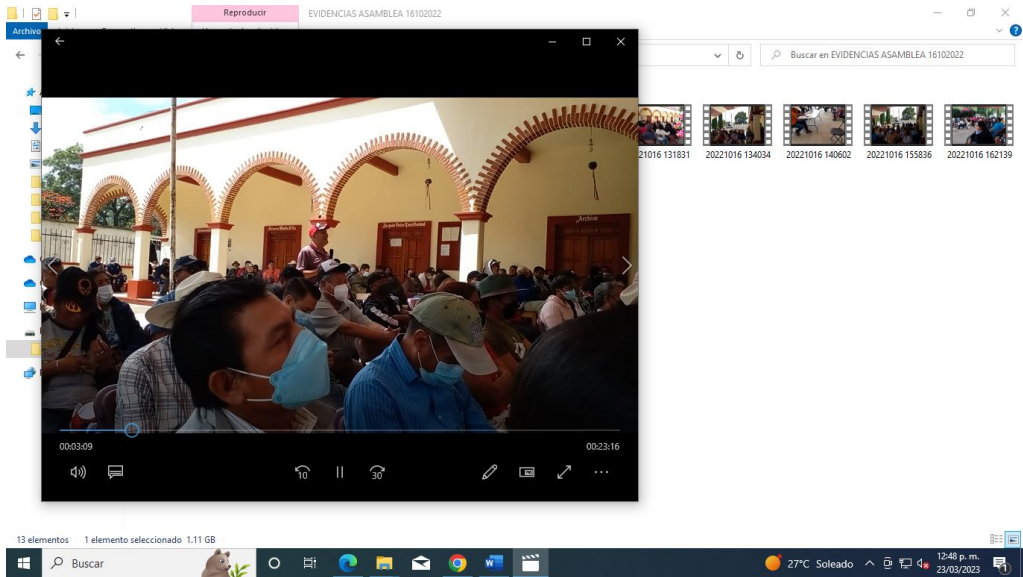 Reproducir
EVIDENCIAS ASAMBLEA 16102022
Archivo
Buscar en EVIDENCIAS ASAMBLEA 16102022
21016 131831
20221016 134034
20221016 140602
20221016 155836
20221016 162139
Archivo
00:03:09
00:23:16
10
30
13 elementos
1 elemento seleccionado 1.11 GB
Buscar
27°C Soleado
12:48 p. m.
23/03/2023
1